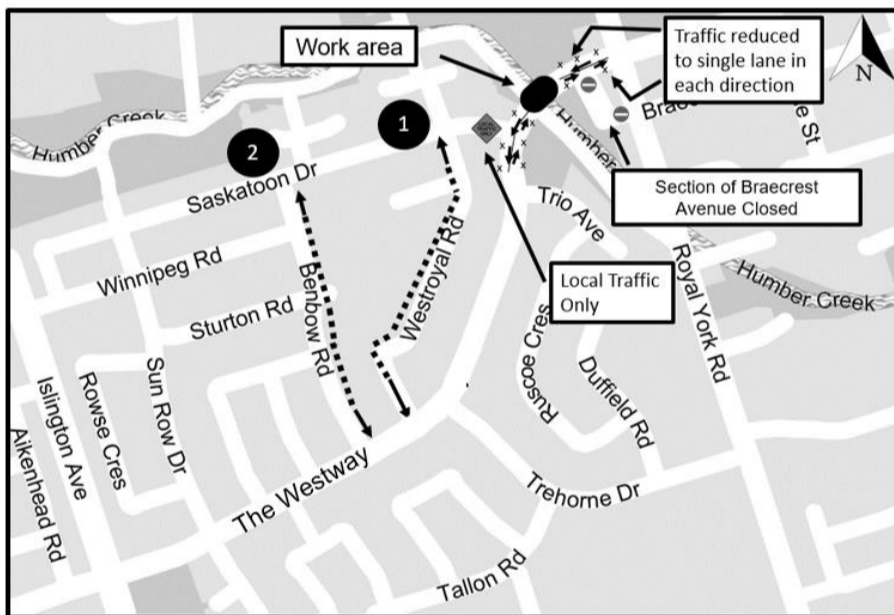 Work area
Traffic reduced
to single lane in
each direction
N
Humber Creek
1
2
LOCAL
TRAFFIC
ONLY
Humber
Section of Braecrest
Avenue Closed
Saskatoon Dr
Trio Ave
Winnipeg Rd
Local Traffic
Only
Humber Creek
Royal York Rd
Westroyal Rd
Benbow Rd
Sturton Rd
Ruscoe Cres
Duffield Rd
Islington Ave
Rowse Cres
Sun Row Dr
Aikenhead Rd
The Westway
Trehorne Dr
Tallon Rd